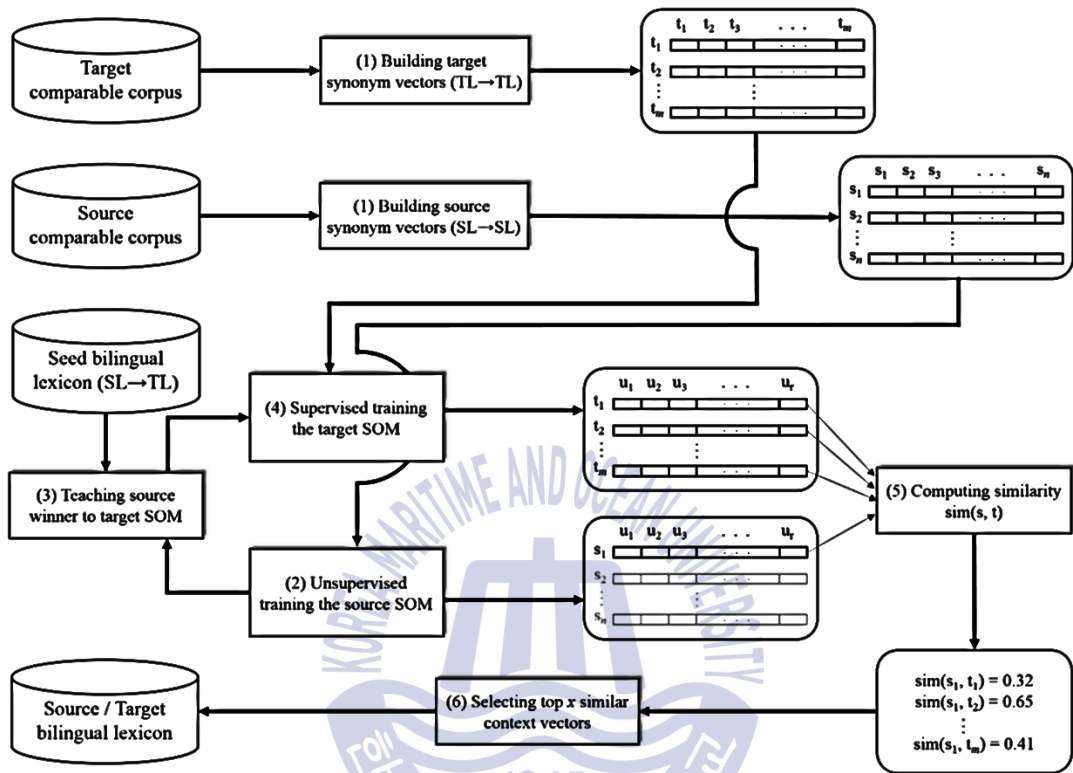 Target
comparable corpus
(1) Building target
synonym vectors (TL→TL)
t1 t2 t3 . . . tm
t1
t2
⋮
tm
Source
comparable corpus
(1) Building source
synonym vectors (SL→SL)
s1 s2 s3 . . . sn
s1
s2
⋮
sn
Seed bilingual
lexicon (SL→TL)
(4) Supervised training
the target SOM
u1 u2 u3 . . . ur
t1
t2
⋮
tm
(3) Teaching source
winner to target SOM
(5) Computing similarity
sim(s, t)
(2) Unsupervised
training the source SOM
u1 u2 u3 . . . ur
s1
s2
⋮
sn
KOREA MARITIME AND OCEAN UNIVERSITY
Source / Target
bilingual lexicon
(6) Selecting top x similar
context vectors
sim(s1, t1) = 0.32
sim(s1, t2) = 0.65
⋮
sim(s1, tm) = 0.41